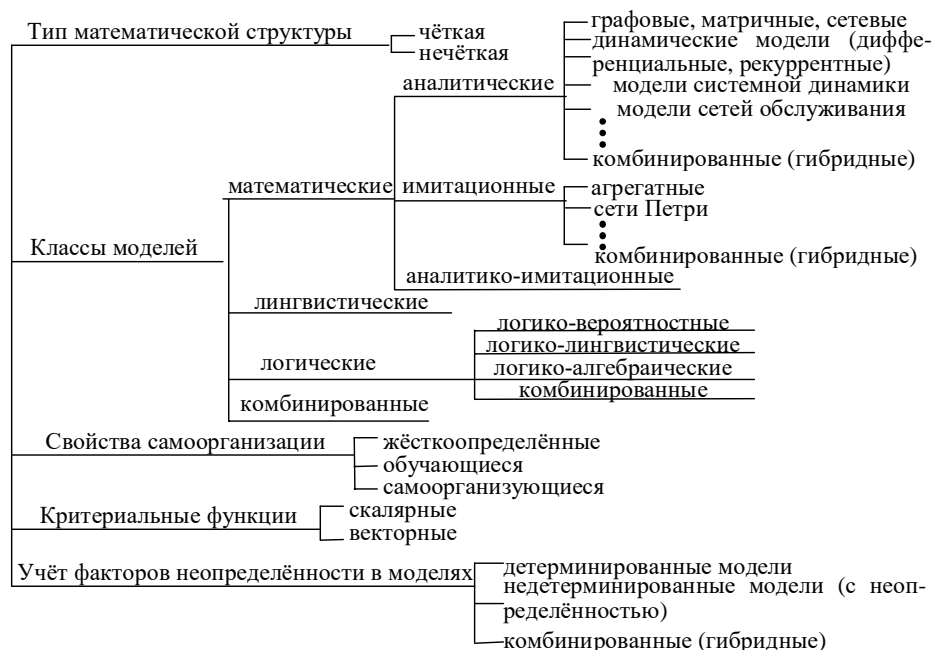 графовые, матричные, сетевые
Тип математической структуры
чёткая
нечёткая
динамические модели (диффе-
ренциальные, рекуррентные)
аналитические
модели системной динамики
модели сетей обслуживания
комбинированные (гибридные)
математические
имитационные
агрегатные
сети Петри
Классы моделей
комбинированные (гибридные)
аналитико-имитационные
лингвистические
логико-вероятностные
логико-лингвистические
логические
логико-алгебраические
комбинированные
комбинированные
Свойства самоорганизации
жёсткоопределённые
обучающиеся
самоорганизующиеся
Критериальные функции
скалярные
векторные
Учёт факторов неопределённости в моделях
детерминированные модели
недетерминированные модели (с неоп-
ределённостью)
комбинированные (гибридные)